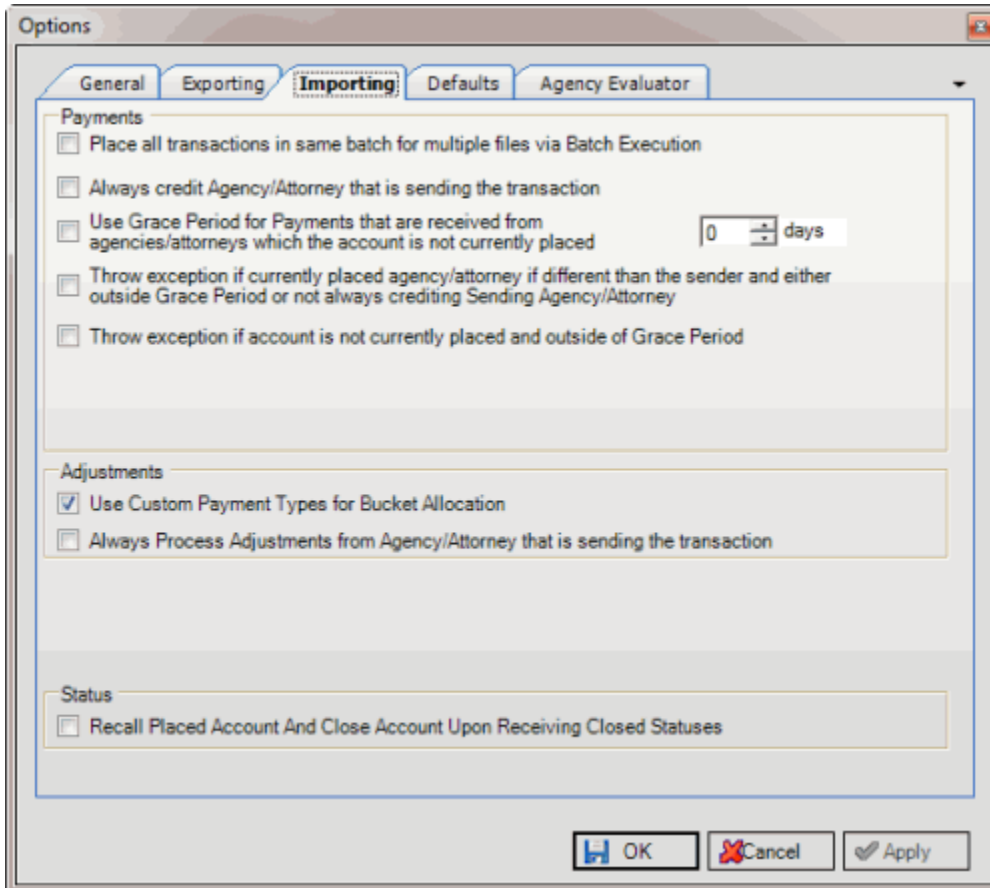 Options
General Exporting Importing Defaults Agency Evaluator
Payments
Place all transactions in same batch for multiple files via Batch Execution
Always credit Agency/Attorney that is sending the transaction
Use Grace Period for Payments that are received from
agencies/attorneys which the account is not currently placed
0 days
Throw exception if currently placed agency/attorney if different than the sender and either
outside Grace Period or not always crediting Sending Agency/Attorney
Throw exception if account is not currently placed and outside of Grace Period
Adjustments
Use Custom Payment Types for Bucket Allocation
Always Process Adjustments from Agency/Attorney that is sending the transaction
Status
Recall Placed Account And Close Account Upon Receiving Closed Statuses
OK Cancel Apply